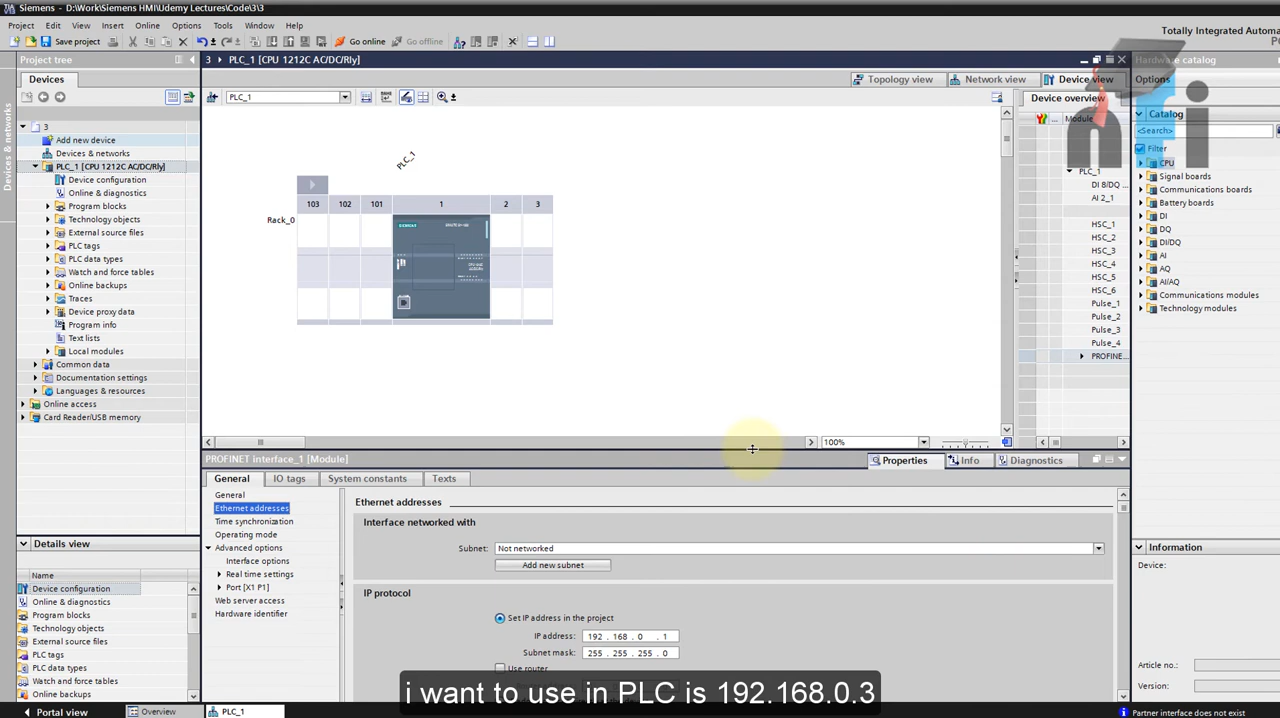 Siemens - D:\Work\Siemens HMI\Udemy Lectures\Code\3\3
Project Edit View Insert Online Options Tools Window Help
Totally Integrated Automa
Save project
Go online
Go offline
Project tree
3 PLC_1 [CPU 1212C AC/DC/Rly]
Hardware catalog
Devices
Topology view
Network view
Device view
Options
PLC_1
Device overview
Module
Catalog
<Search>
Filter
Devices & networks
3
Add new device
Devices & networks
PLC_1 [CPU 1212C AC/DC/Rly]
Device configuration
Online & diagnostics
Program blocks
Technology objects
External source files
PLC tags
PLC data types
Watch and force tables
Online backups
Traces
Device proxy data
Program info
Text lists
Local modules
Common data
Documentation settings
Languages & resources
Online access
Card Reader/USB memory
PLC_1
103 102 101 1 2 3
Rack_0
SIEMENS
100%
PLC_1
DI 8/DQ ...
AI 2_1
HSC_1
HSC_2
HSC_3
HSC_4
HSC_5
HSC_6
Pulse_1
Pulse_2
Pulse_3
Pulse_4
PROFINE...
CPU
Signal boards
Communications boards
Battery boards
DI
DQ
DI/DQ
AI
AQ
AI/AQ
Communications modules
Technology modules
PROFINET interface_1 [Module]
Properties
Info
Diagnostics
General
IO tags
System constants
Texts
General
Ethernet addresses
Time synchronization
Operating mode
Advanced options
Interface options
Real time settings
Port [X1 P1]
Web server access
Hardware identifier
Ethernet addresses
Interface networked with
Subnet: Not networked
Add new subnet
IP protocol
Set IP address in the project
IP address: 192 . 168 . 0 . 1
Subnet mask: 255 . 255 . 255 . 0
Use router
Details view
Name
Device configuration
Online & diagnostics
Program blocks
Technology objects
External source files
PLC tags
PLC data types
Watch and force tables
Online backups
Information
Device:
Article no.:
Version:
i want to use in PLC is 192.168.0.3
Portal view
Overview
PLC_1
Partner interface does not exist